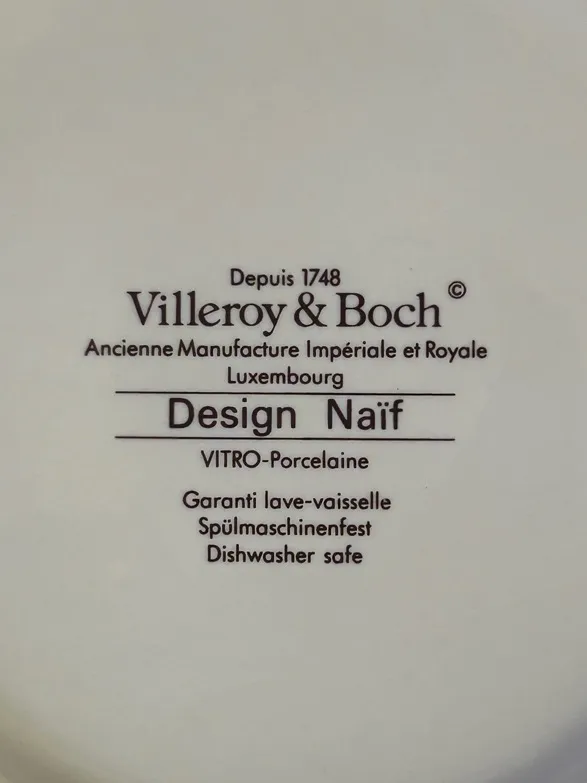 Depuis 1748
Villeroy & Boch ©
Ancienne Manufacture Impériale et Royale
Luxembourg
Design Naïf
VITRO-Porcelaine
Garanti lave-vaisselle
Spülmaschinenfest
Dishwasher safe